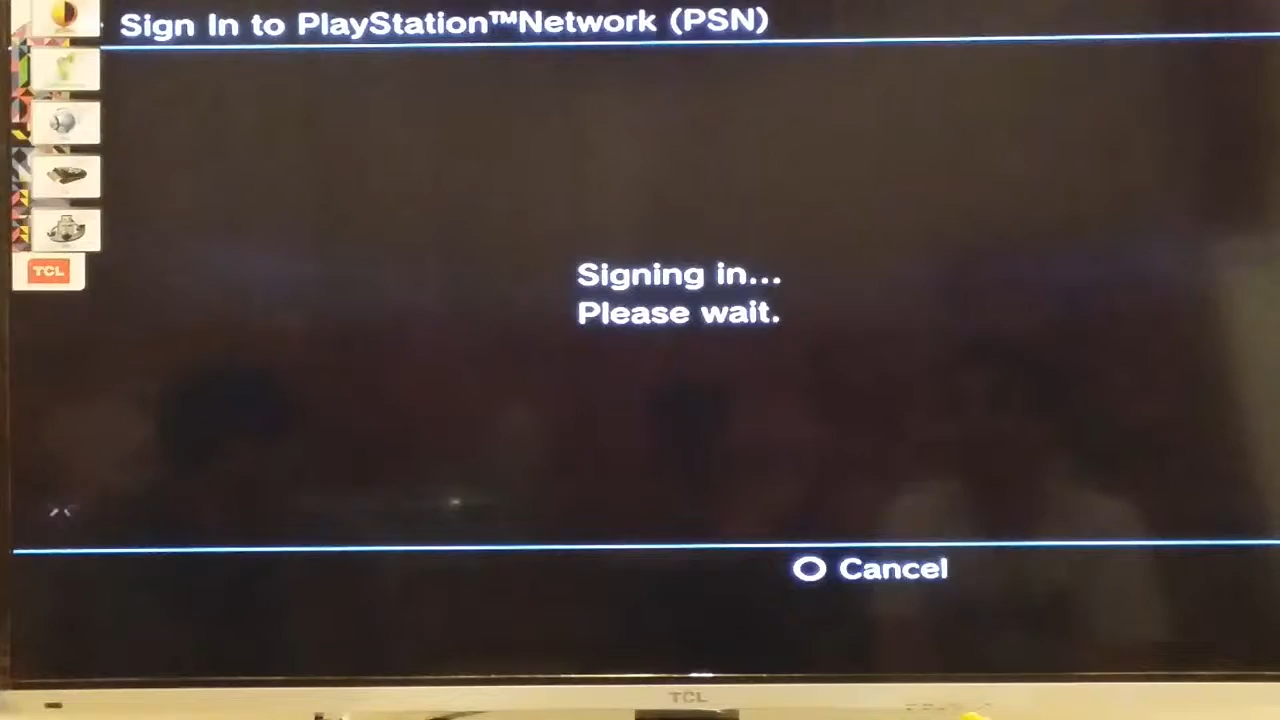 Sign In to PlayStation™Network (PSN)
TCL
Signing in...
Please wait.
Cancel
TCL